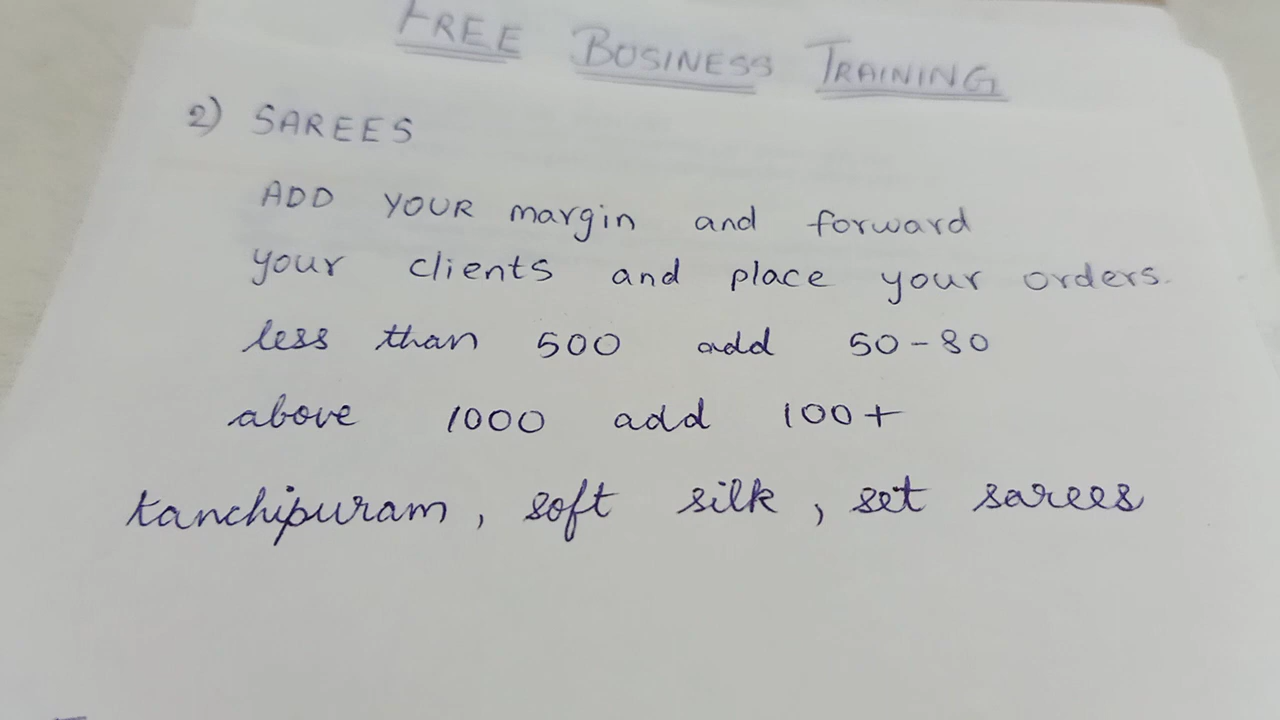 FREE BUSINESS TRAINING
2) SAREES
ADD YOUR margin and forward
your clients and place your orders.
less than 500 add 50-80
above 1000 add 100+
kanchipuram, soft silk, set sarees